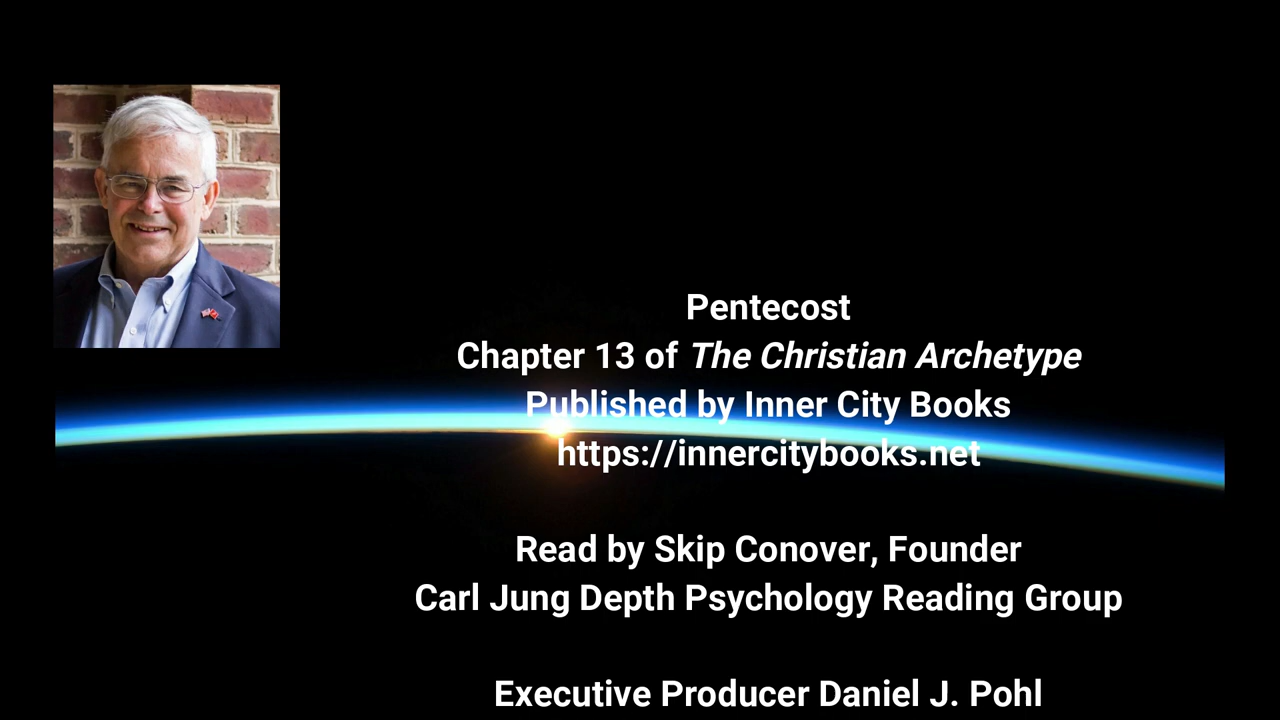 Pentecost
Chapter 13 of The Christian Archetype
Published by Inner City Books
https://innercitybooks.net
Read by Skip Conover, Founder
Carl Jung Depth Psychology Reading Group
Executive Producer Daniel J. Pohl